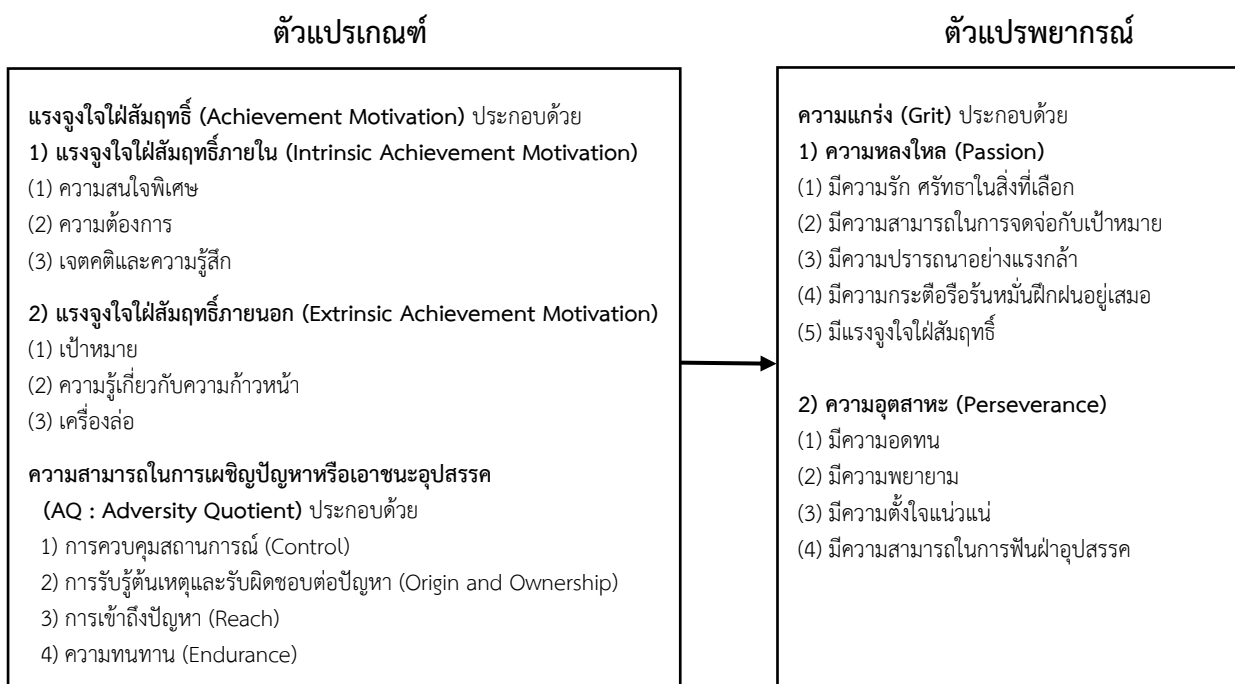 ตัวแปรเกณฑ์
แรงจูงใจใฝ่สัมฤทธิ์ (Achievement Motivation) ประกอบด้วย
1) แรงจูงใจใฝ่สัมฤทธิ์ภายใน (Intrinsic Achievement Motivation)
(1) ความสนใจพิเศษ
(2) ความต้องการ
(3) เจตคติและความรู้สึก
2) แรงจูงใจใฝ่สัมฤทธิ์ภายนอก (Extrinsic Achievement Motivation)
(1) เป้าหมาย
(2) ความรู้เกี่ยวกับความก้าวหน้า
(3) เครื่องล่อ
ความสามารถในการเผชิญปัญหาหรือเอาชนะอุปสรรค
(AQ : Adversity Quotient) ประกอบด้วย
1) การควบคุมสถานการณ์ (Control)
2) การรับรู้ต้นเหตุและรับผิดชอบต่อปัญหา (Origin and Ownership)
3) การเข้าถึงปัญหา (Reach)
4) ความทนทาน (Endurance)
ตัวแปรพยากรณ์
ความแกร่ง (Grit) ประกอบด้วย
1) ความหลงใหล (Passion)
(1) มีความรัก ศรัทธาในสิ่งที่เลือก
(2) มีความสามารถในการจดจ่อกับเป้าหมาย
(3) มีความปรารถนาอย่างแรงกล้า
(4) มีความกระตือรือร้นหมั่นฝึกฝนอยู่เสมอ
(5) มีแรงจูงใจใฝ่สัมฤทธิ์
2) ความอุตสาหะ (Perseverance)
(1) มีความอดทน
(2) มีความพยายาม
(3) มีความตั้งใจแน่วแน่
(4) มีความสามารถในการฟันฝ่าอุปสรรค